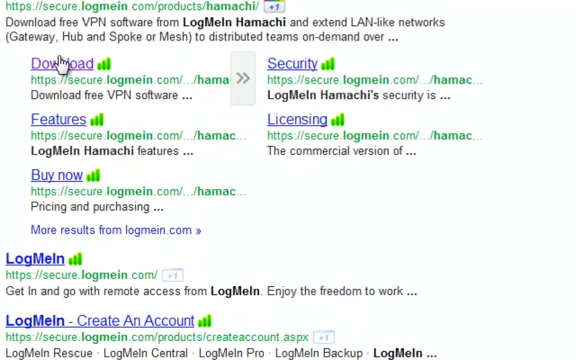 https://secure.logmein.com/products/hamachi/ +1
Download free VPN software from LogMeIn Hamachi and extend LAN-like networks
(Gateway, Hub and Spoke or Mesh) to distributed teams on-demand over ...
Download
https://secure.logmein.com/.../hama...
Download free VPN software ...
Security
https://secure.logmein.com/.../hamac...
LogMeIn Hamachi's security is ...
Features
https://secure.logmein.com/.../hamac...
LogMeIn Hamachi features ...
Licensing
https://secure.logmein.com/.../hamac...
The commercial version of ...
Buy now
https://secure.logmein.com/.../hamac...
Pricing and purchasing ...
More results from logmein.com »
LogMeIn
https://secure.logmein.com/ +1
Get In and go with remote access from LogMeIn. Enjoy the freedom to work ...
LogMeIn - Create An Account
https://secure.logmein.com/products/createaccount.aspx +1
LogMeIn Rescue · LogMeIn Central · LogMeIn Pro · LogMeIn Backup · LogMeIn ...